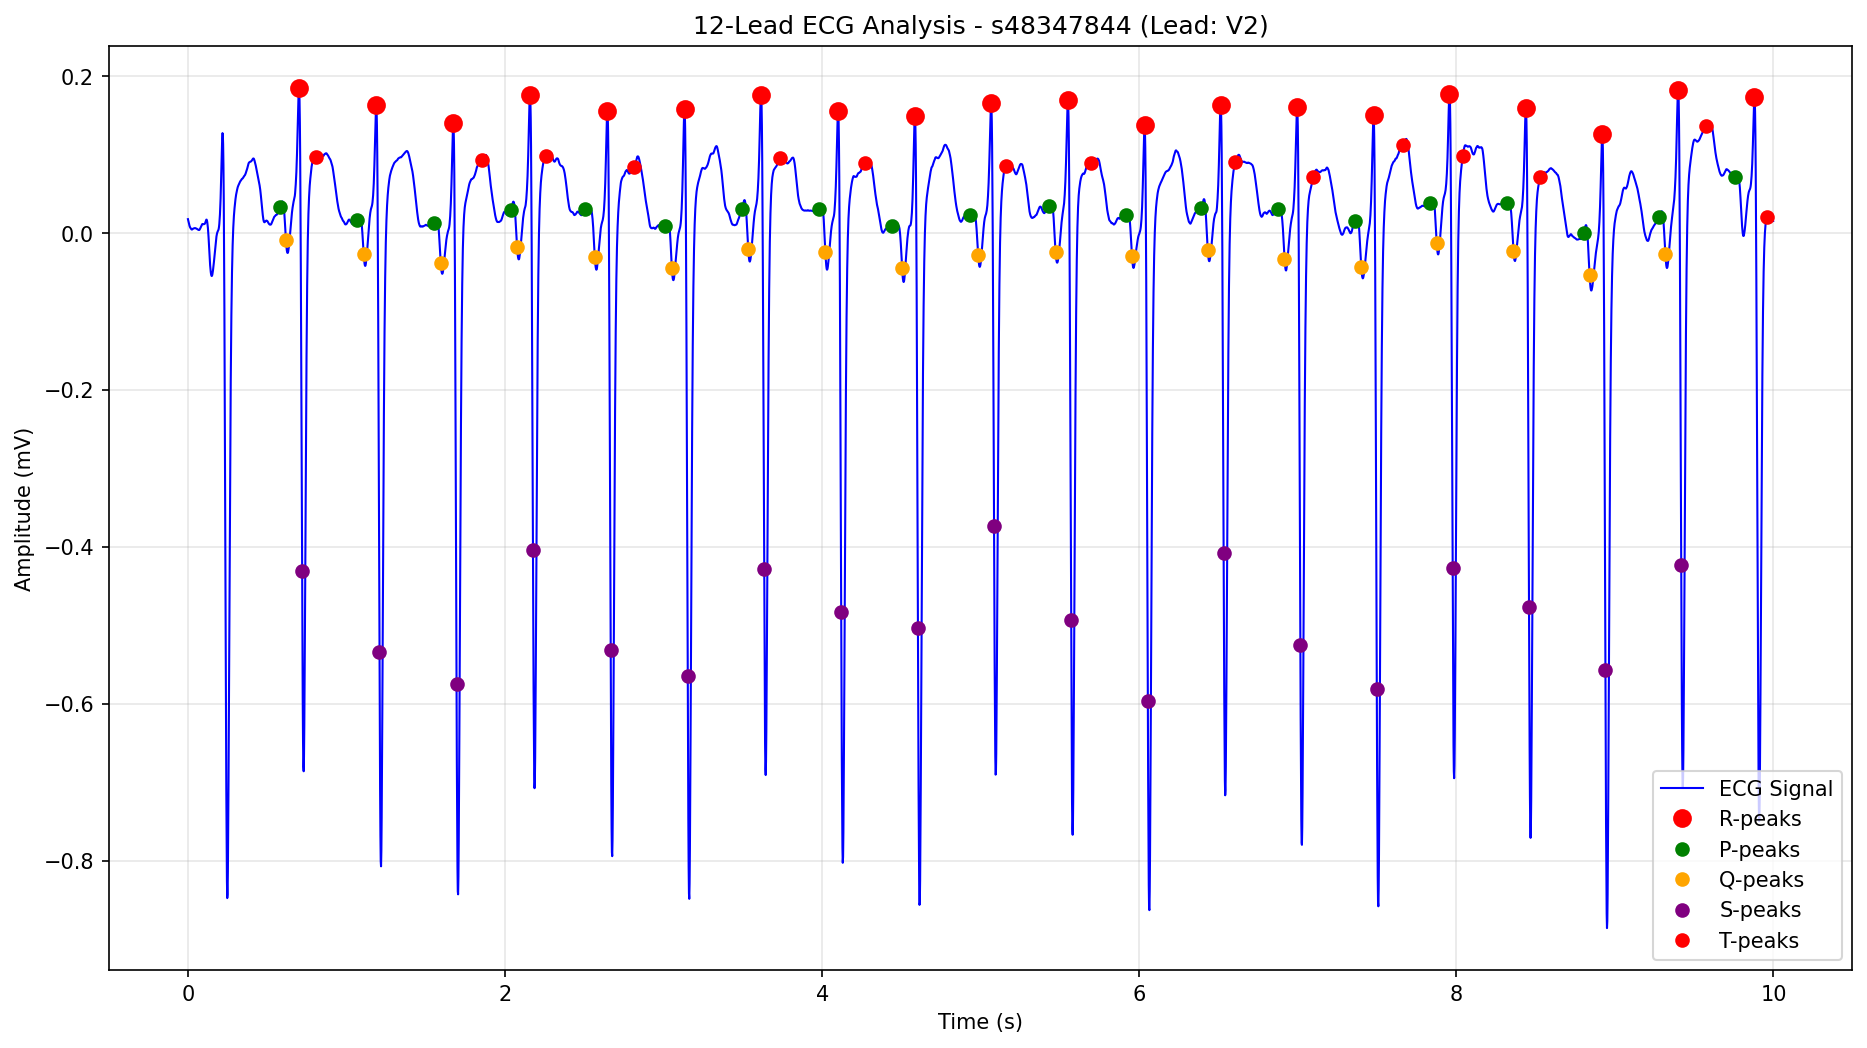 12-Lead ECG Analysis - s48347844 (Lead: V2)
Amplitude (mV)
0.2
0.0
−0.2
−0.4
−0.6
−0.8
0
2
4
6
8
10
Time (s)
ECG Signal
R-peaks
P-peaks
Q-peaks
S-peaks
T-peaks